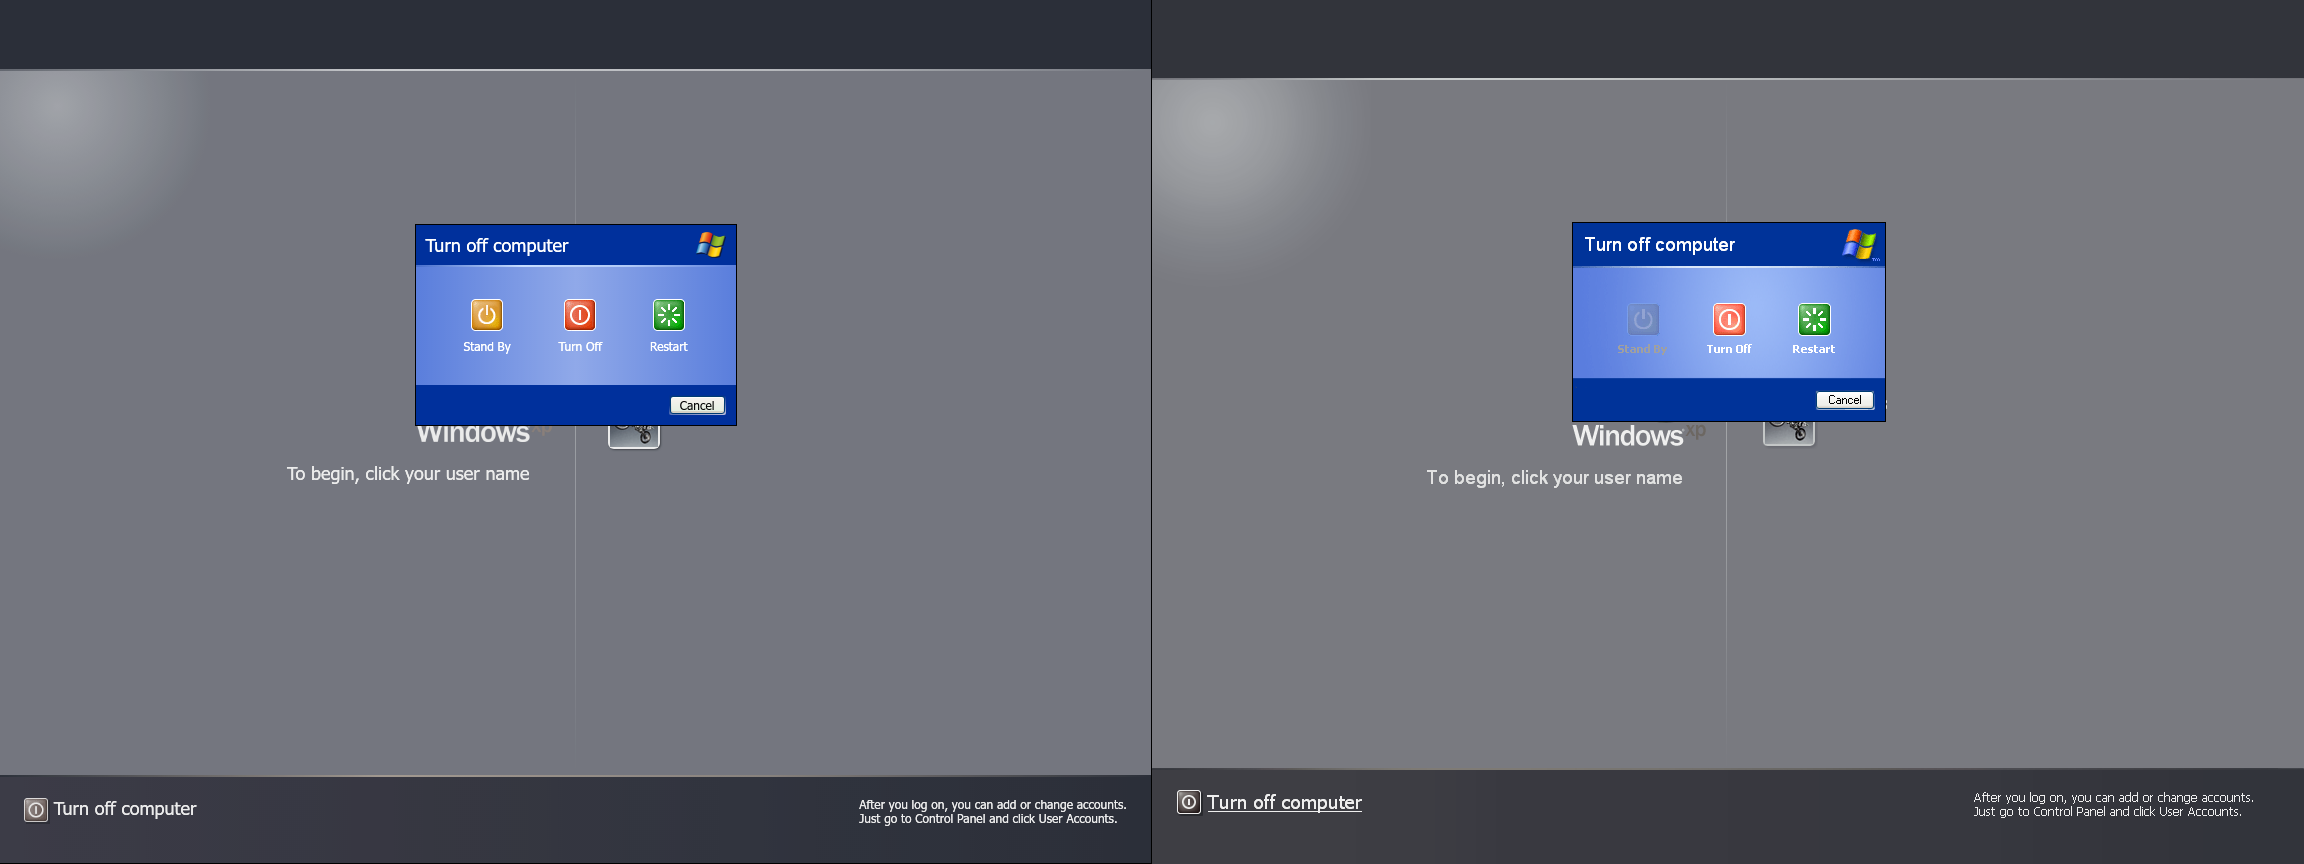 Turn off computer
Stand By
Turn Off
Restart
Cancel
Windows xp
To begin, click your user name
Turn off computer
After you log on, you can add or change accounts.
Just go to Control Panel and click User Accounts.
Turn off computer
Stand By
Turn Off
Restart
Cancel
Windows xp
To begin, click your user name
Turn off computer
After you log on, you can add or change accounts.
Just go to Control Panel and click User Accounts.